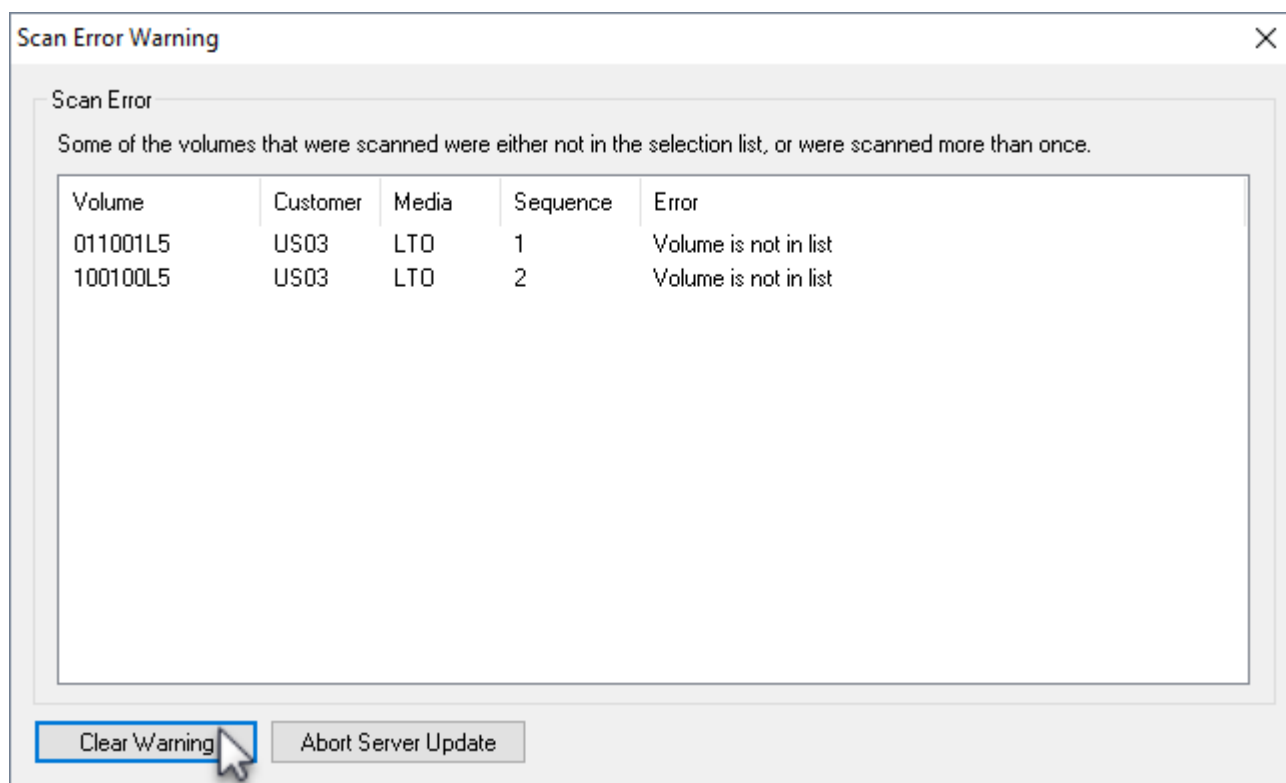 Scan Error Warning
Scan Error
Some of the volumes that were scanned were either not in the selection list, or were scanned more than once.
Volume Customer Media Sequence Error
011001L5 US03 LTO 1 Volume is not in list
100100L5 US03 LTO 2 Volume is not in list
Clear Warning Abort Server Update